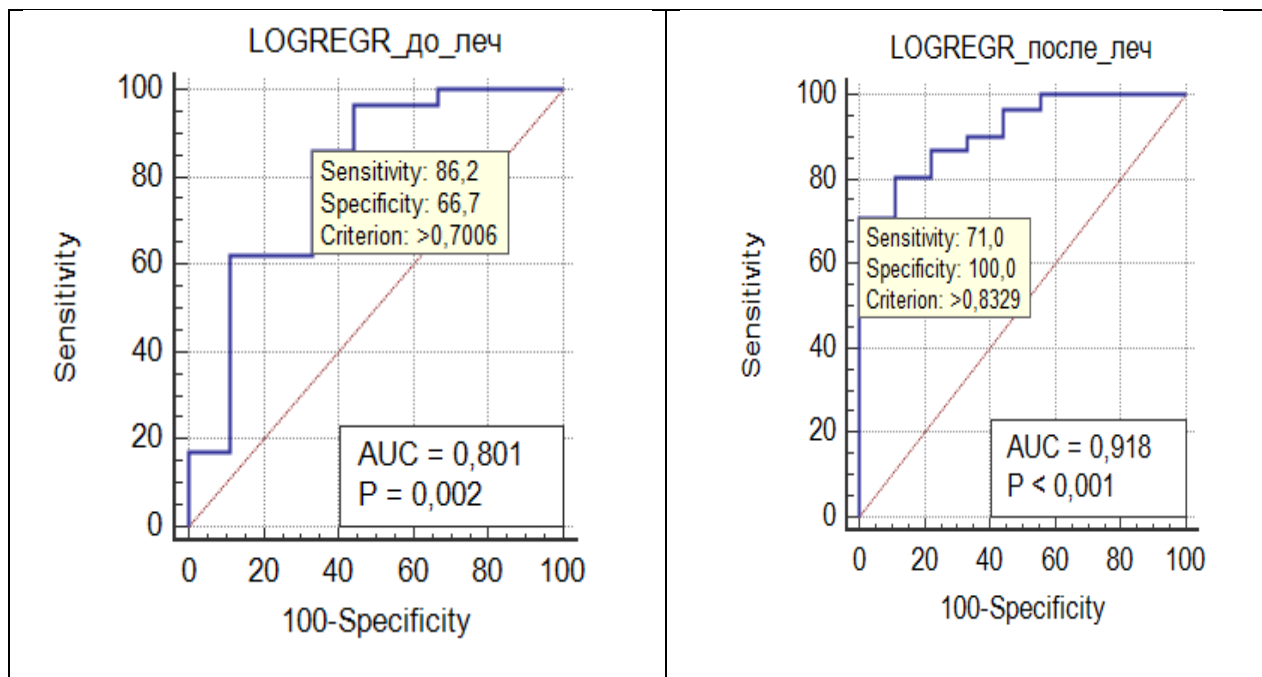 LOGREGR_до_леч
100
80
60
40
20
0
Sensitivity
Sensitivity: 86,2
Specificity: 66,7
Criterion: >0,7006
AUC = 0,801
P = 0,002
0 20 40 60 80 100
100-Specificity
LOGREGR_после_леч
100
80
60
40
20
0
Sensitivity
Sensitivity: 71,0
Specificity: 100,0
Criterion: >0,8329
AUC = 0,918
P < 0,001
0 20 40 60 80 100
100-Specificity